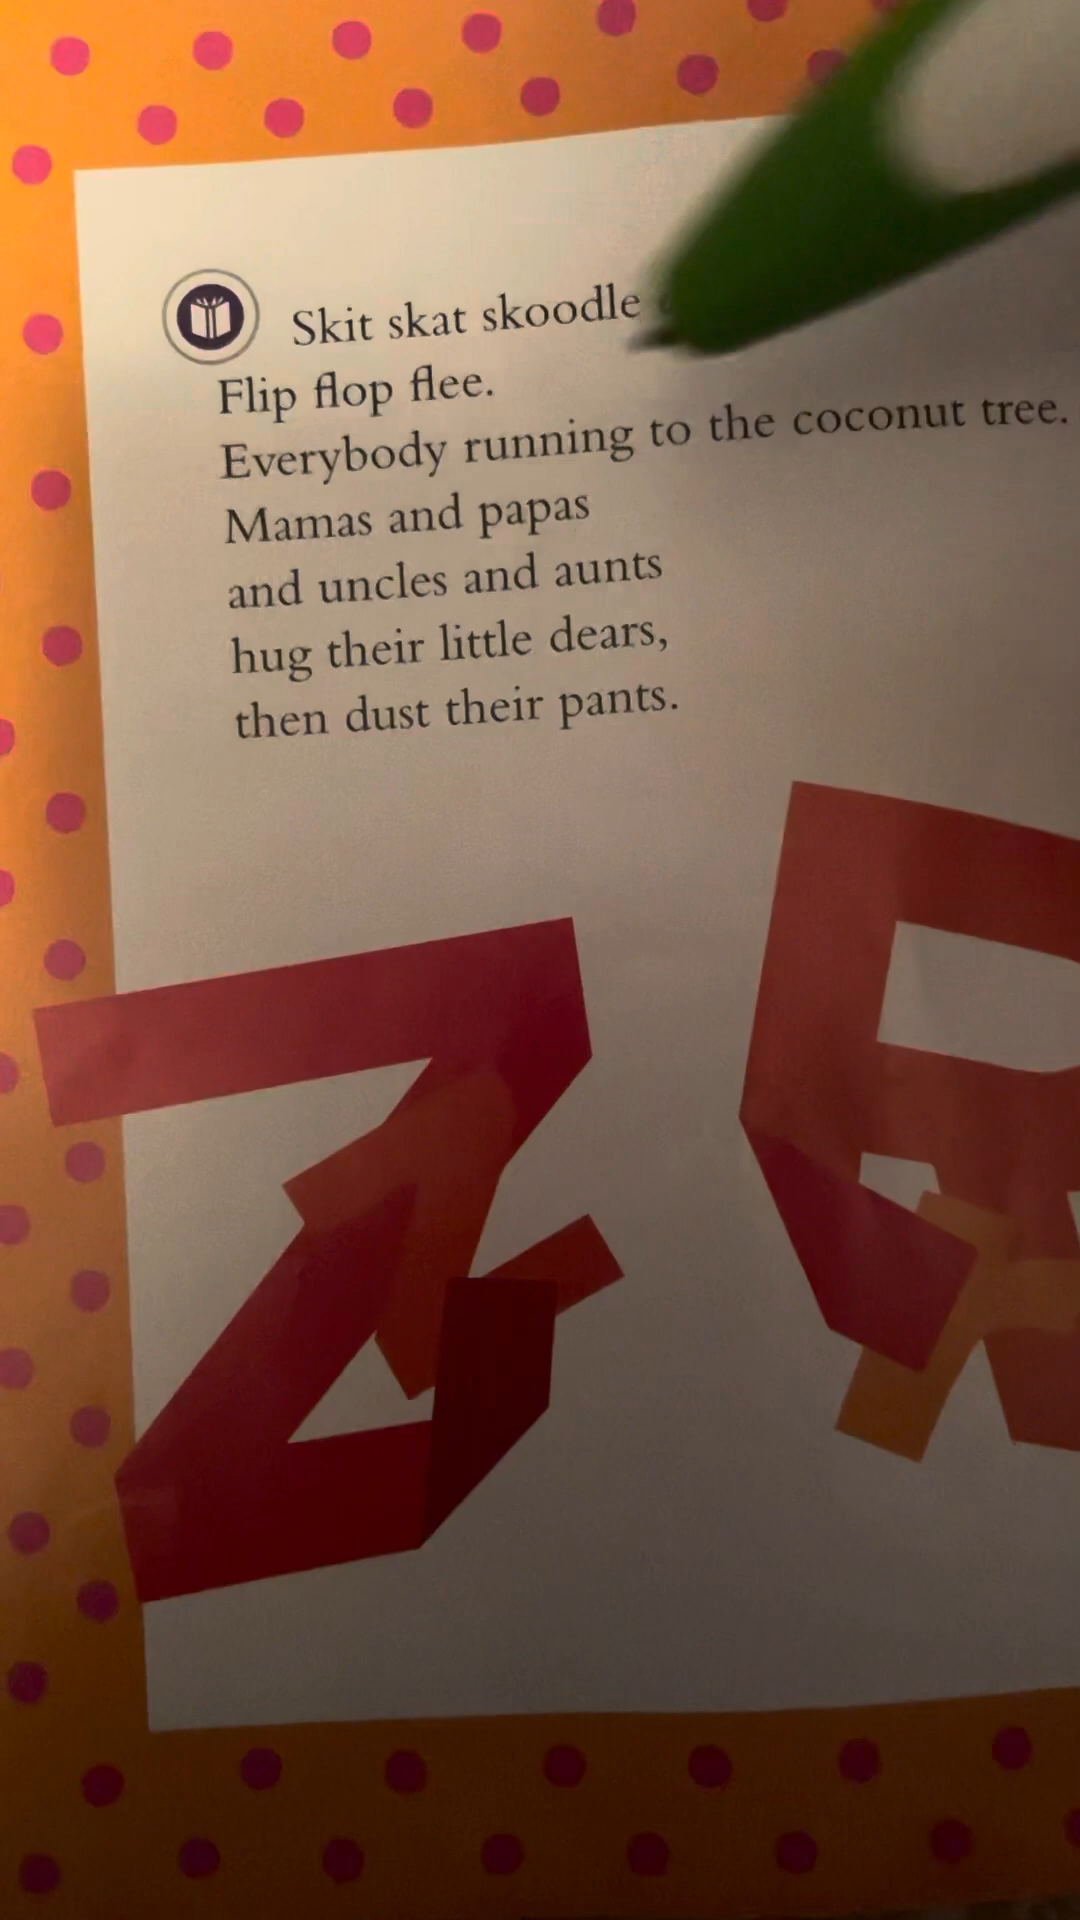 Skit skat skoodle
Flip flop flee.
Everybody running to the coconut tree.
Mamas and papas
and uncles and aunts
hug their little dears,
then dust their pants.
Z R